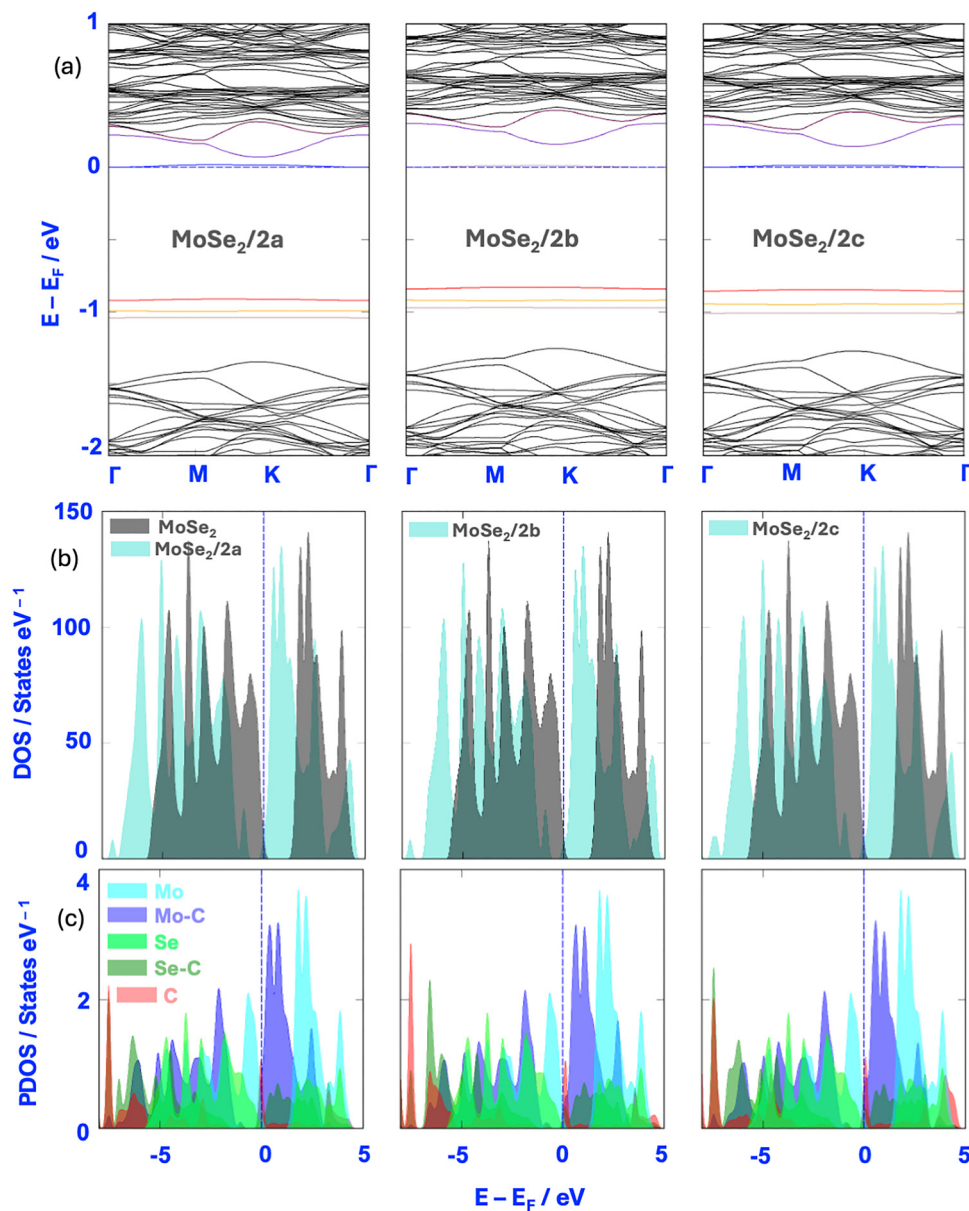 (a)
1
0
-1
-2
E – E_F / eV
MoSe₂/2a
MoSe₂/2b
MoSe₂/2c
Γ M K Γ
Γ M K Γ
Γ M K Γ
(b)
150
100
50
0
DOS / States eV⁻¹
MoSe₂
MoSe₂/2a
MoSe₂/2b
MoSe₂/2c
(c)
4
2
0
PDOS / States eV⁻¹
Mo
Mo-C
Se
Se-C
C
-5 0 5
-5 0 5
-5 0 5
E – E_F / eV